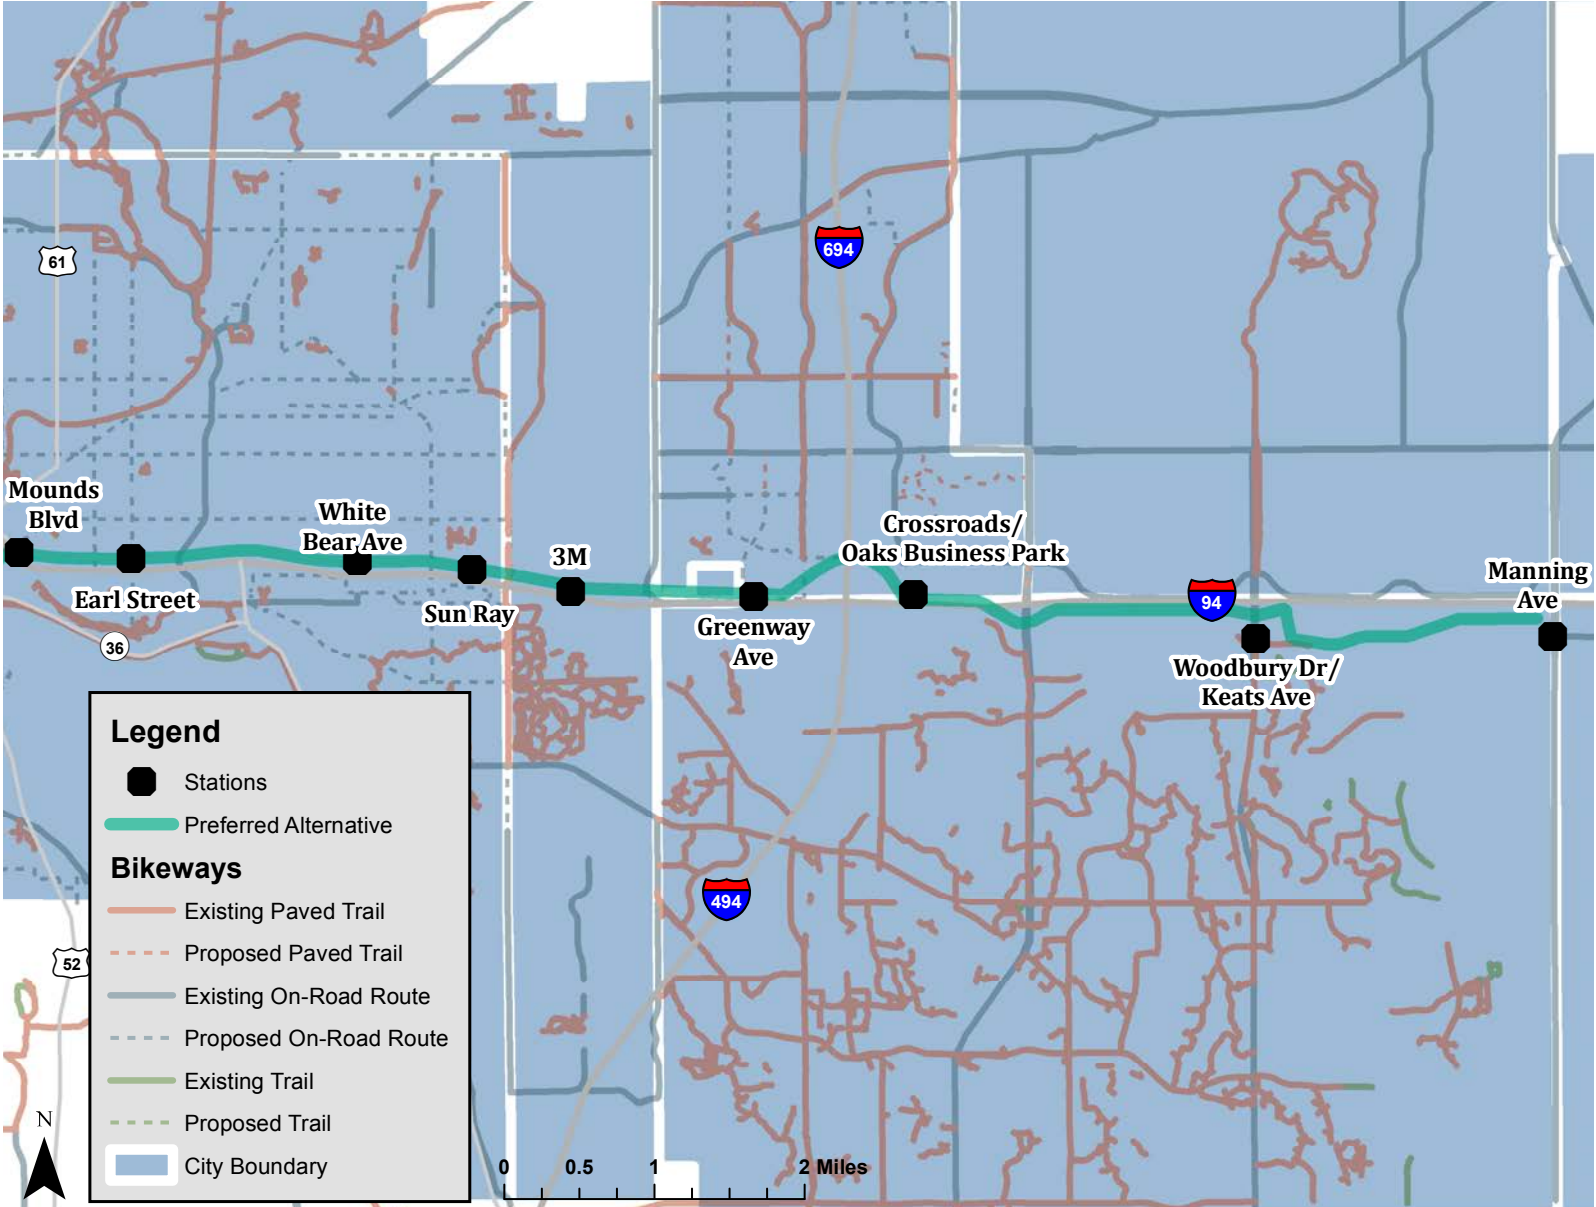 61
694
Mounds
Blvd
White
Bear Ave
3M
Crossroads/
Oaks Business Park
Manning
Ave
94
Earl Street
Sun Ray
Greenway
Ave
36
Woodbury Dr/
Keats Ave
Legend
Stations
Preferred Alternative
Bikeways
Existing Paved Trail
Proposed Paved Trail
Existing On-Road Route
Proposed On-Road Route
Existing Trail
Proposed Trail
City Boundary
494
52
N
0 0.5 1 2 Miles